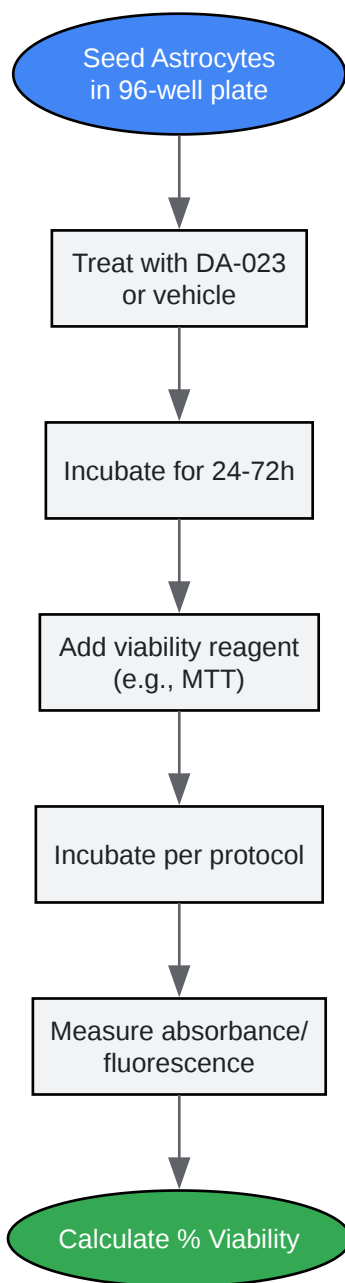 Seed Astrocytes
in 96-well plate
Treat with DA-023
or vehicle
Incubate for 24-72h
Add viability reagent
(e.g., MTT)
Incubate per protocol
Measure absorbance/
fluorescence
Calculate % Viability